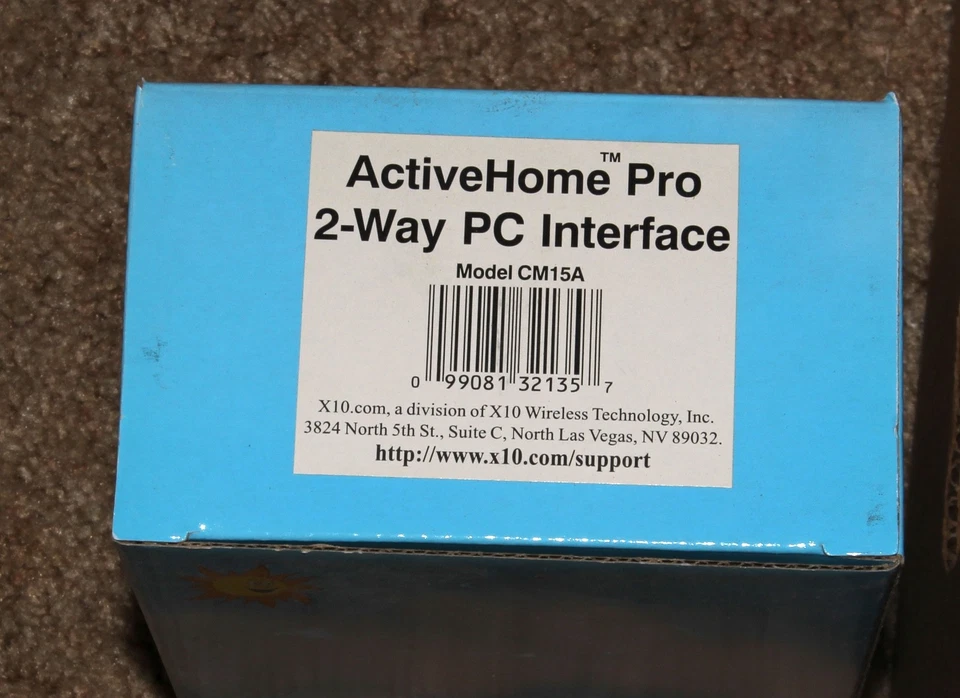 ActiveHome™ Pro
2-Way PC Interface
Model CM15A
0 99081 32135 7
X10.com, a division of X10 Wireless Technology, Inc.
3824 North 5th St., Suite C, North Las Vegas, NV 89032.
http://www.x10.com/support